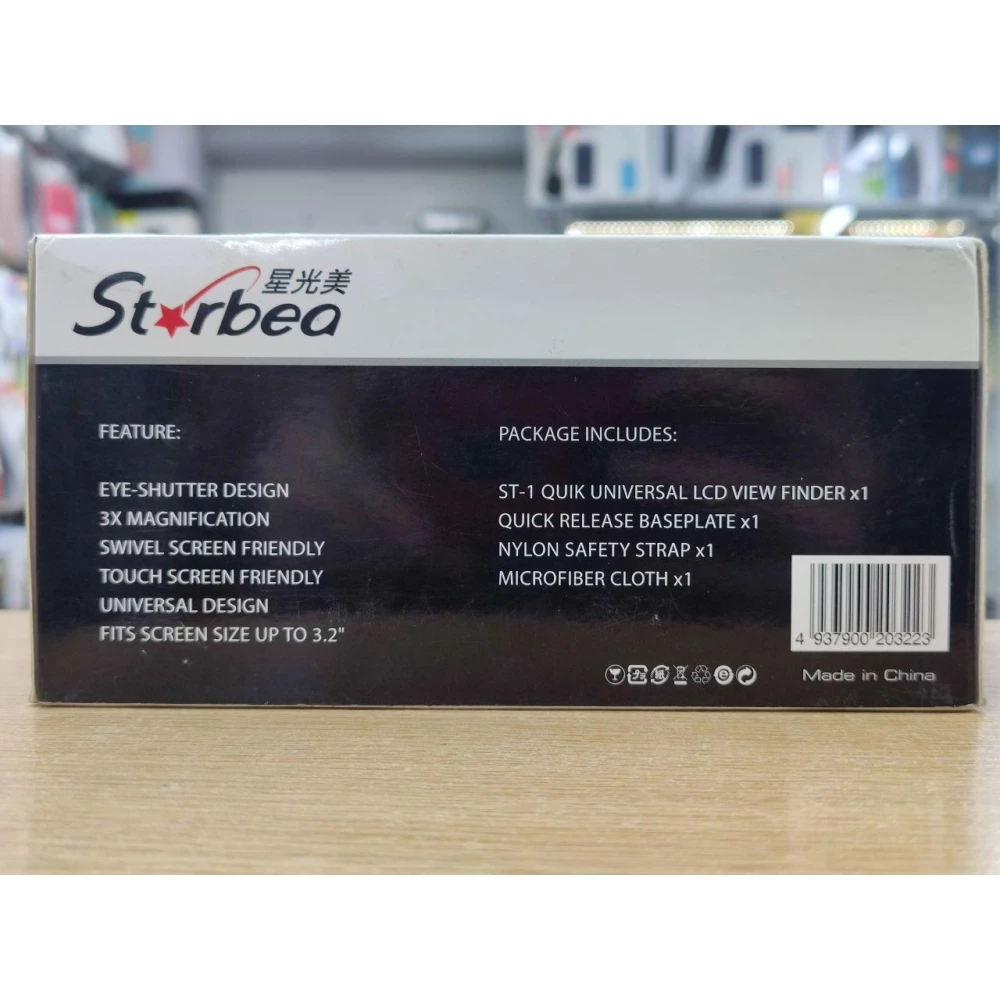 星光美
Starbea
FEATURE:
EYE-SHUTTER DESIGN
3X MAGNIFICATION
SWIVEL SCREEN FRIENDLY
TOUCH SCREEN FRIENDLY
UNIVERSAL DESIGN
FITS SCREEN SIZE UP TO 3.2"
PACKAGE INCLUDES:
ST-1 QUIK UNIVERSAL LCD VIEW FINDER x1
QUICK RELEASE BASEPLATE x1
NYLON SAFETY STRAP x1
MICROFIBER CLOTH x1
4 937900 203223
Made in China